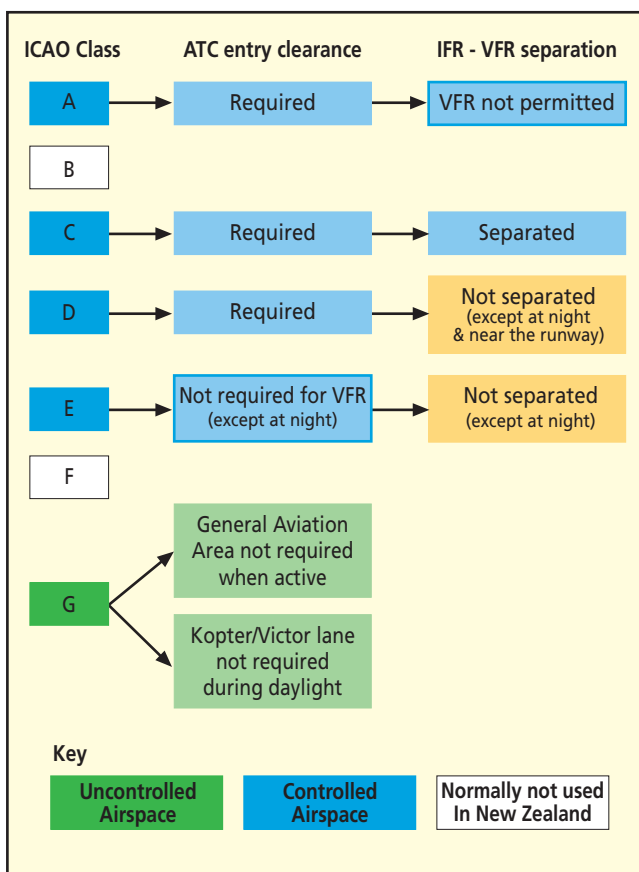 ICAO Class ATC entry clearance IFR - VFR separation
A Required VFR not permitted
B
C Required Separated
D Required Not separated
(except at night
& near the runway)
E Not required for VFR
(except at night)
Not separated
(except at night)
F
G
General Aviation
Area not required
when active
Kopter/Victor lane
not required
during daylight
Key
Uncontrolled
Airspace
Controlled
Airspace
Normally not used
In New Zealand